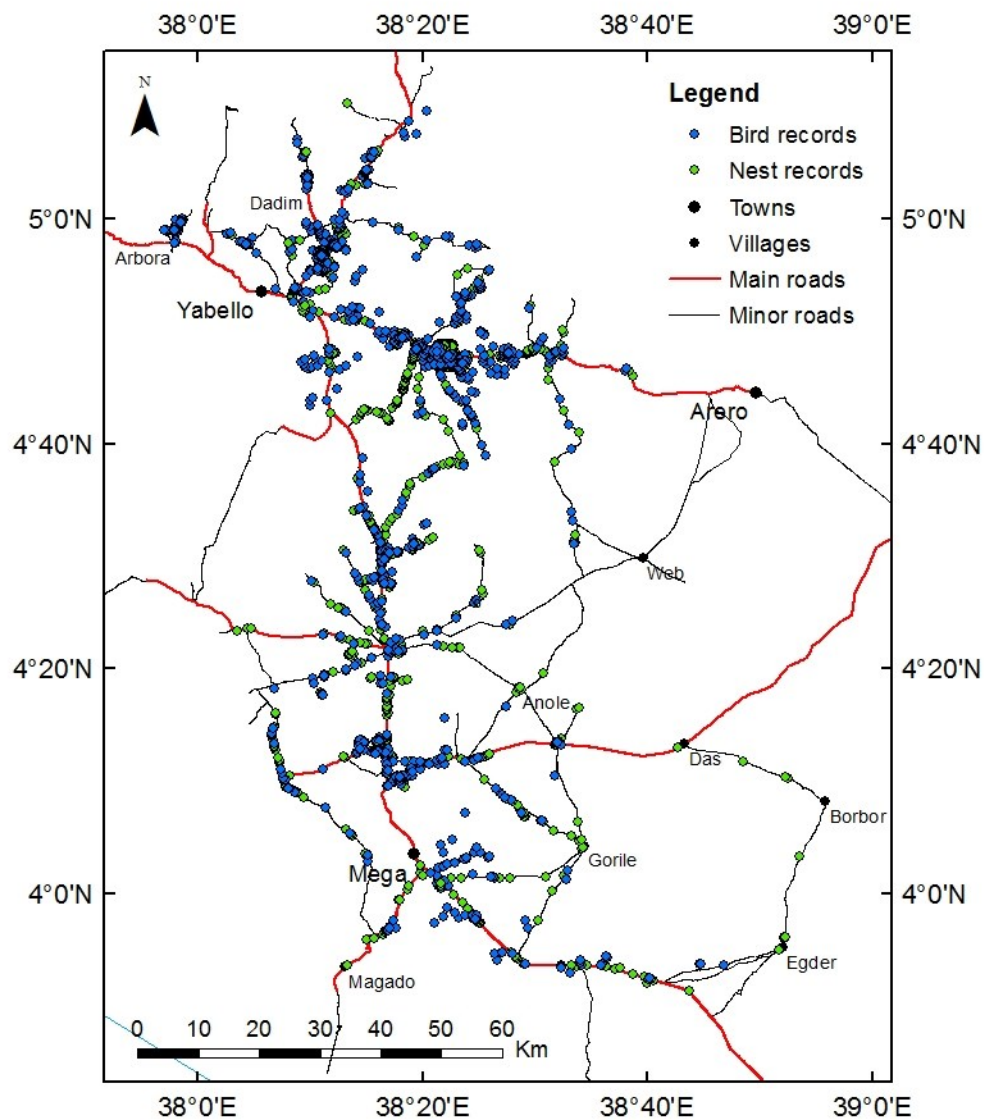 38°0'E 38°20'E 38°40'E 39°0'E
N
Legend
Bird records
Nest records
Towns
Villages
Main roads
Minor roads
Dadim
5°0'N 5°0'N
Arbora
Yabello
Arero
4°40'N 4°40'N
Web
4°20'N 4°20'N
Anole
Das
Borbor
Gorile
Mega
4°0'N 4°0'N
Egder
Magado
0 10 20 30 40 50 60
Km
38°0'E 38°20'E 38°40'E 39°0'E